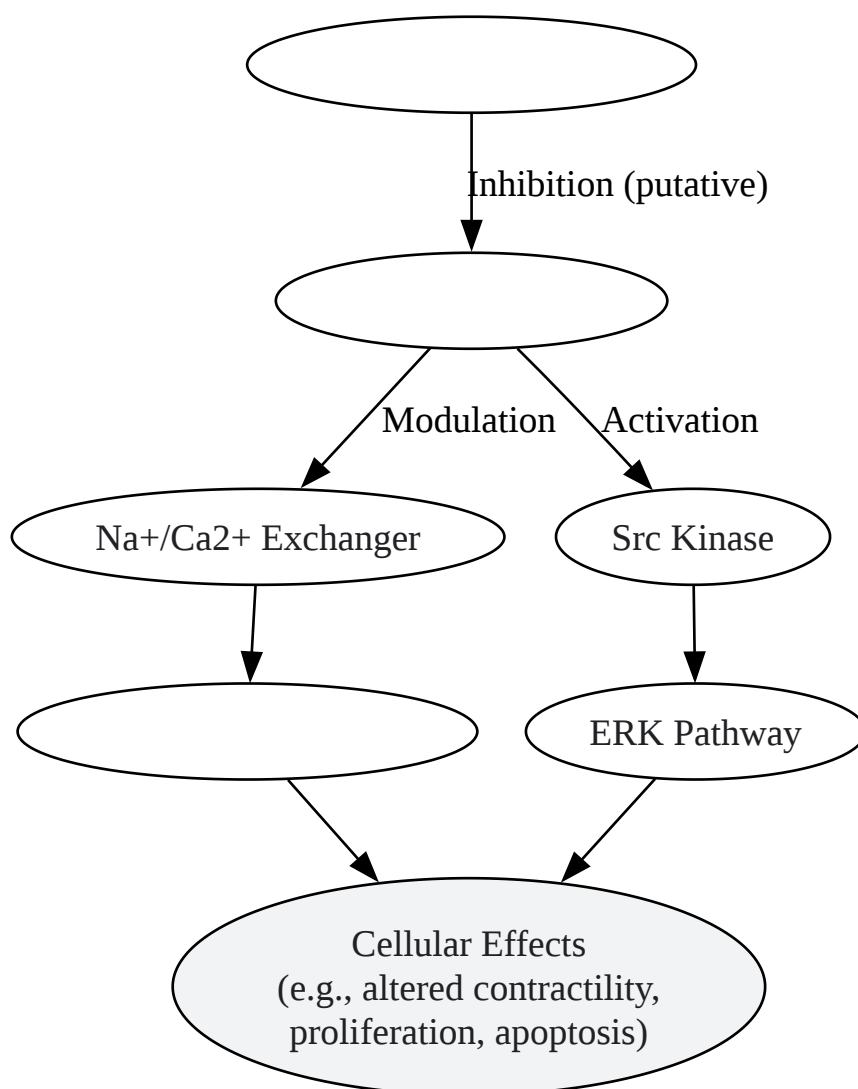 Inhibition (putative)
Modulation
Activation
Na+/Ca2+ Exchanger
Src Kinase
ERK Pathway
Cellular Effects
(e.g., altered contractility,
proliferation, apoptosis)